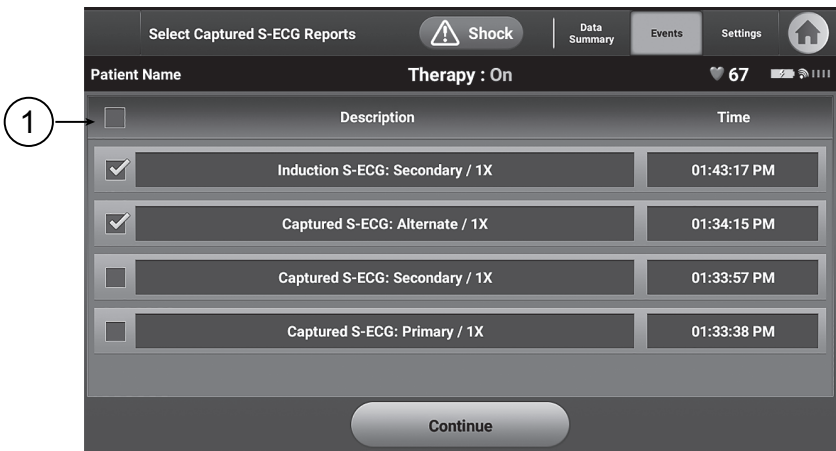 Select Captured S-ECG Reports
Shock
Data
Summary
Events
Settings
Patient Name
Therapy : On
67
1
Description
Time
Induction S-ECG: Secondary / 1X
01:43:17 PM
Captured S-ECG: Alternate / 1X
01:34:15 PM
Captured S-ECG: Secondary / 1X
01:33:57 PM
Captured S-ECG: Primary / 1X
01:33:38 PM
Continue